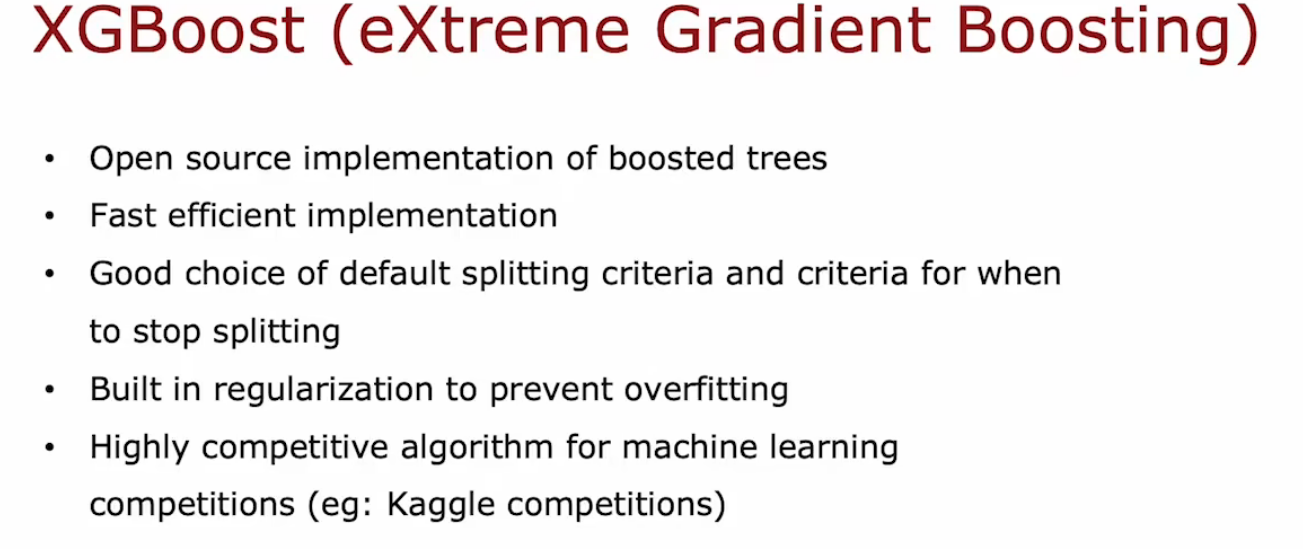 XGBoost (eXtreme Gradient Boosting)
• Open source implementation of boosted trees
• Fast efficient implementation
• Good choice of default splitting criteria and criteria for when
to stop splitting
• Built in regularization to prevent overfitting
• Highly competitive algorithm for machine learning
competitions (eg: Kaggle competitions)